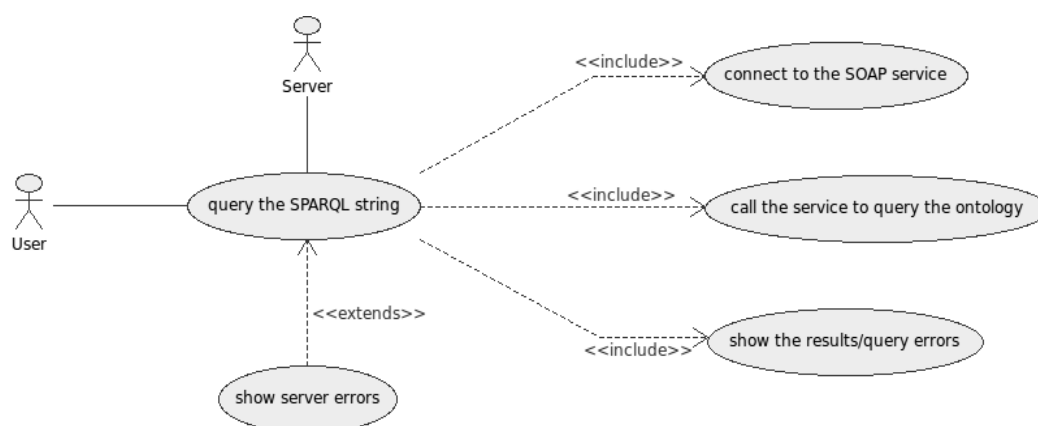 <<include>>
connect to the SOAP service
Server
query the SPARQL string
<<include>>
call the service to query the ontology
User
<<extends>>
<<include>>
show the results/query errors
show server errors